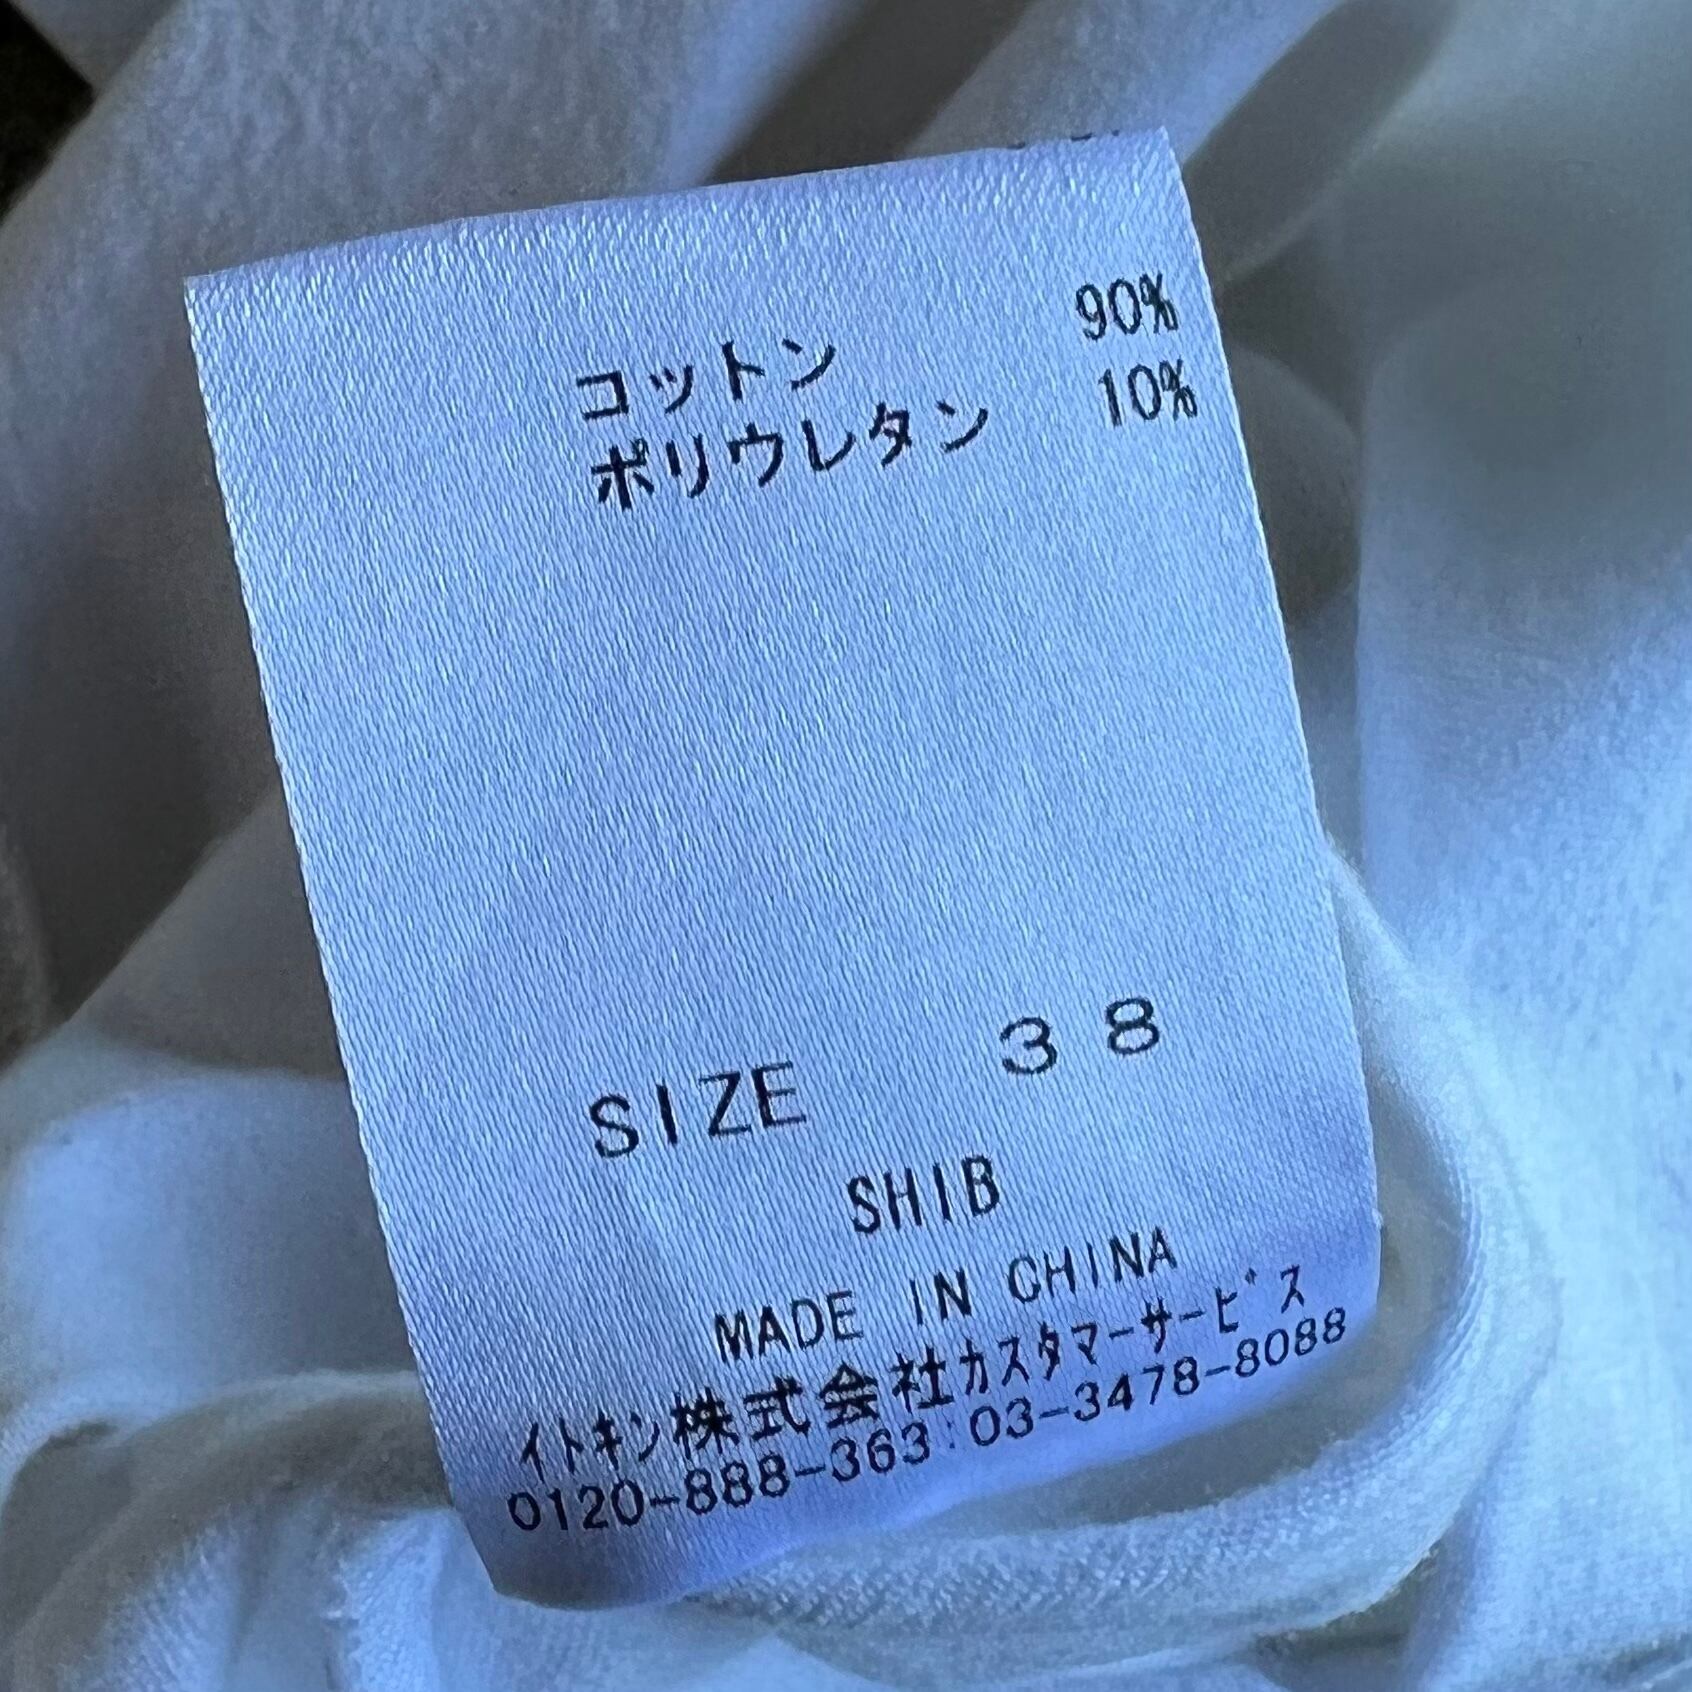 コットン 90%
ポリウレタン 10%
SIZE 38
SHIB
MADE IN CHINA
イトキン株式会社カスタマーサービス
0120-888-363:03-3478-8088